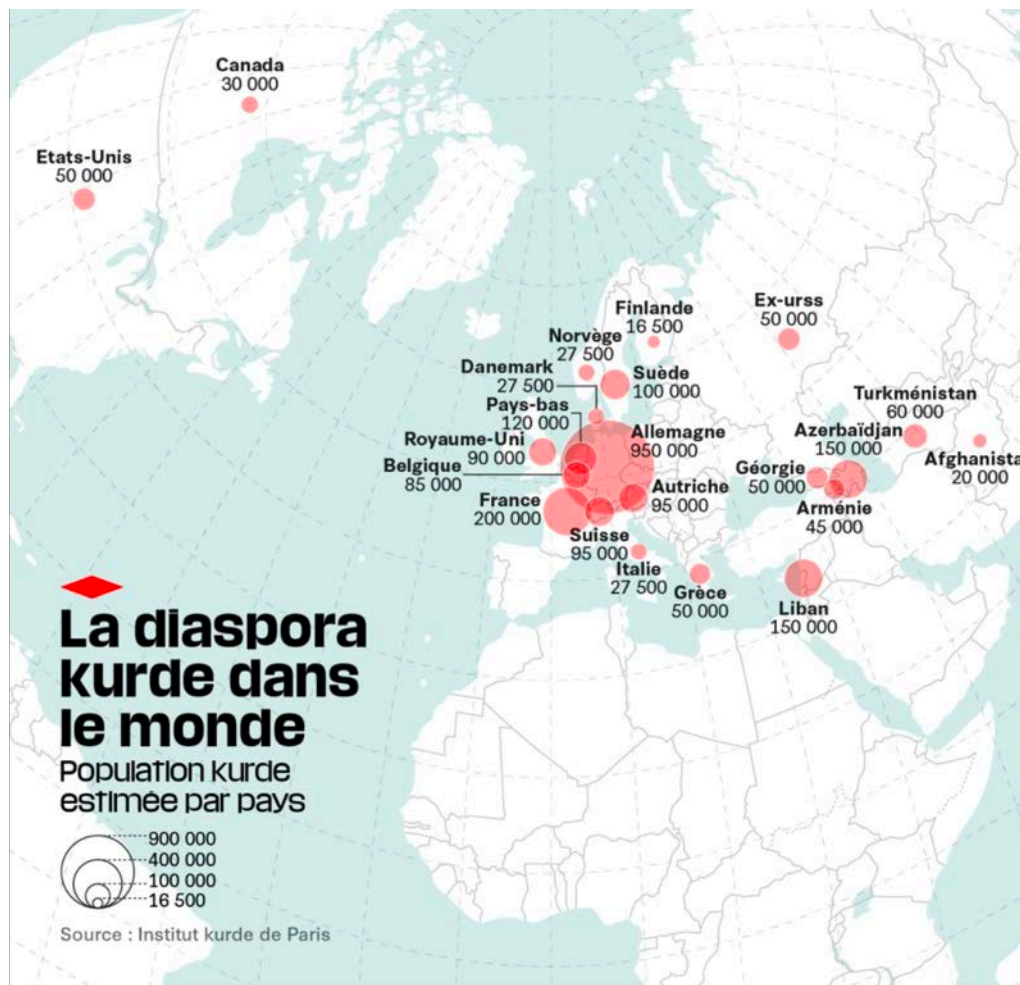 Canada
30 000
Etats-Unis
50 000
Finlande
16 500
Ex-urss
50 000
Norvège
27 500
Danemark
27 500
Suède
100 000
Pays-bas
120 000
Turkménistan
60 000
Royaume-Uni
90 000
Allemagne
950 000
Azerbaïdjan
150 000
Afghanista
20 000
Belgique
85 000
Géorgie
50 000
France
200 000
Autriche
95 000
Arménie
45 000
Suisse
95 000
Italie
27 500
Grèce
50 000
Liban
150 000
La diaspora
kurde dans
le monde
Population kurde
estimée par pays
900 000
400 000
100 000
16 500
Source : Institut kurde de Paris